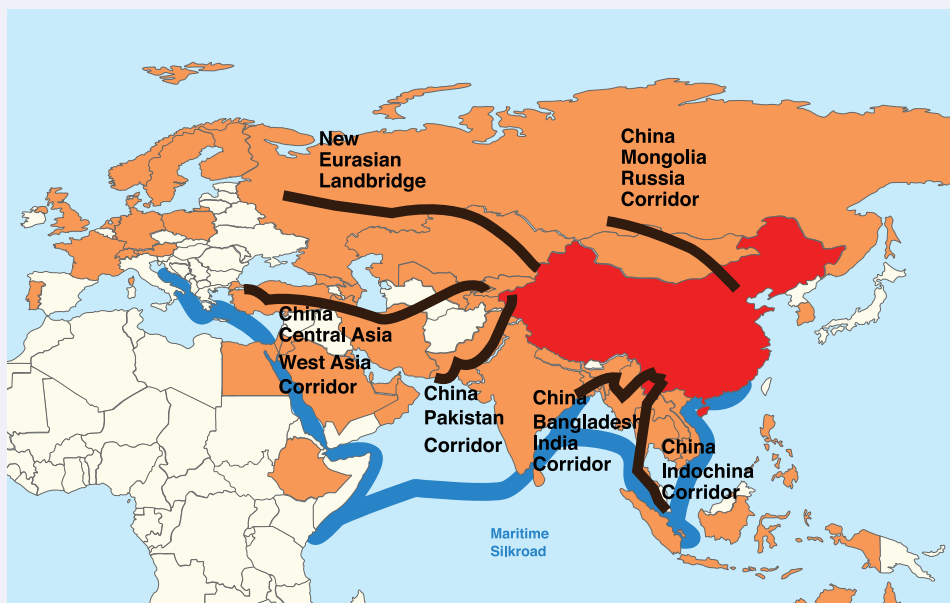 New
Eurasian
Landbridge
China
Mongolia
Russia
Corridor
China
Central Asia
West Asia
Corridor
China
Pakistan
Corridor
China
Bangladesh
India
Corridor
China
Indochina
Corridor
Maritime
Silkroad